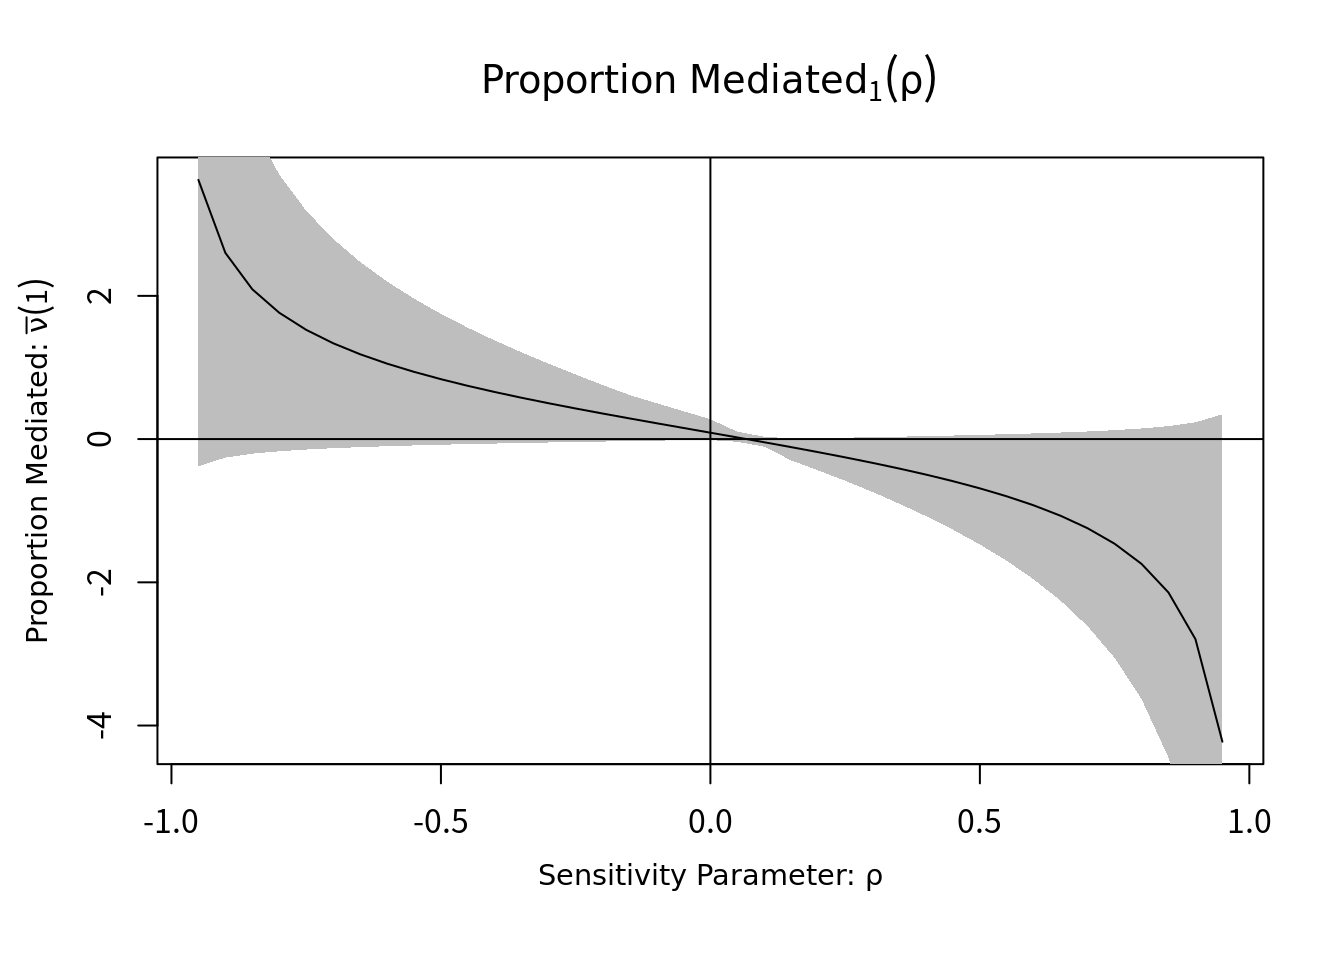 Proportion Mediated₁(ρ)
Proportion Mediated: ν̅(1)
2
0
-2
-4
-1.0 -0.5 0.0 0.5 1.0
Sensitivity Parameter: ρ